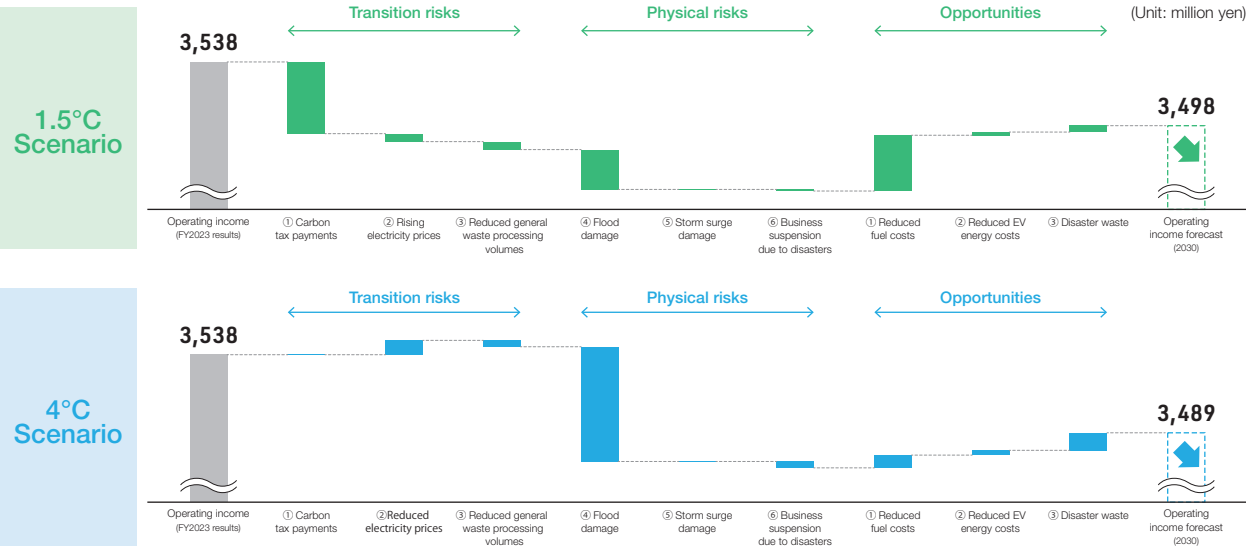 Transition risks
Physical risks
Opportunities
(Unit: million yen)
3,538
3,498
1.5°C
Scenario
Operating income
(FY2023 results)
① Carbon
tax payments
② Rising
electricity prices
③ Reduced general
waste processing
volumes
④ Flood
damage
⑤ Storm surge
damage
⑥ Business
suspension
due to disasters
① Reduced
fuel costs
② Reduced EV
energy costs
③ Disaster waste
Operating
income forecast
(2030)
Transition risks
Physical risks
Opportunities
3,538
3,489
4°C
Scenario
Operating income
(FY2023 results)
① Carbon
tax payments
②Reduced
electricity prices
③ Reduced general
waste processing
volumes
④ Flood
damage
⑤ Storm surge
damage
⑥ Business
suspension
due to disasters
① Reduced
fuel costs
② Reduced EV
energy costs
③ Disaster waste
Operating
income forecast
(2030)